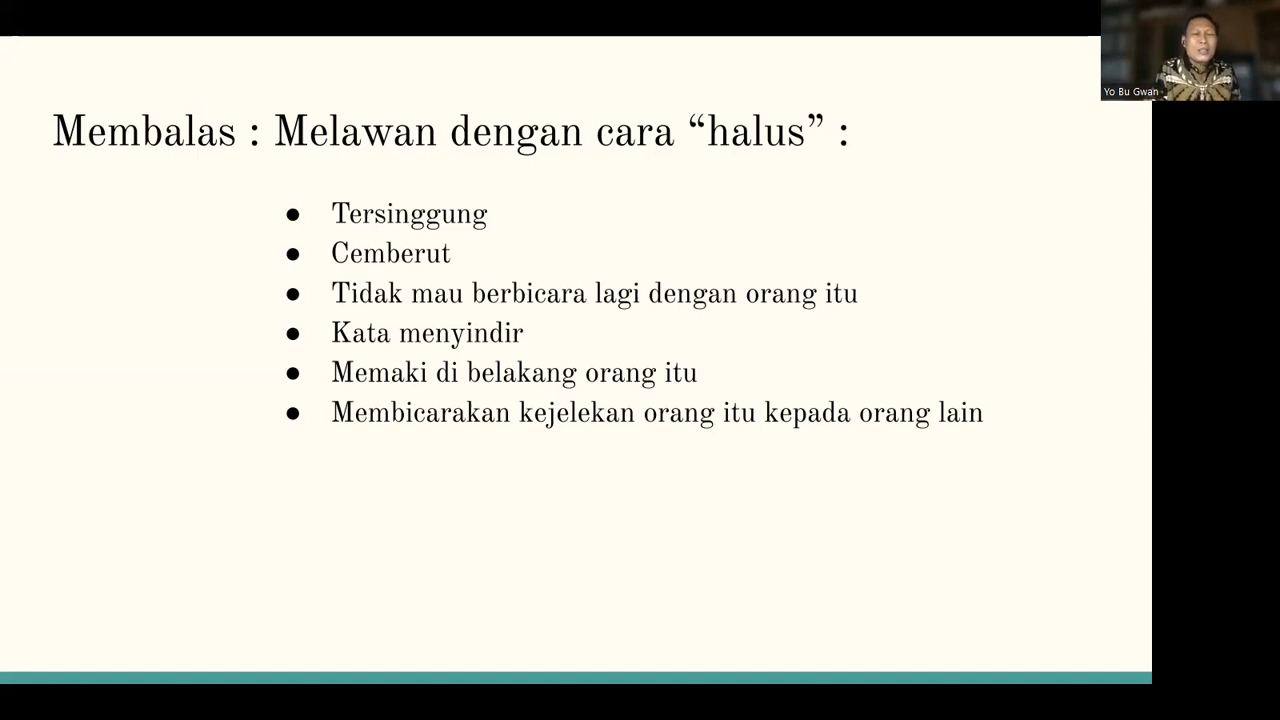 Yo Bu Gwan
Membalas : Melawan dengan cara “halus” :
● Tersinggung
● Cemberut
● Tidak mau berbicara lagi dengan orang itu
● Kata menyindir
● Memaki di belakang orang itu
● Membicarakan kejelekan orang itu kepada orang lain